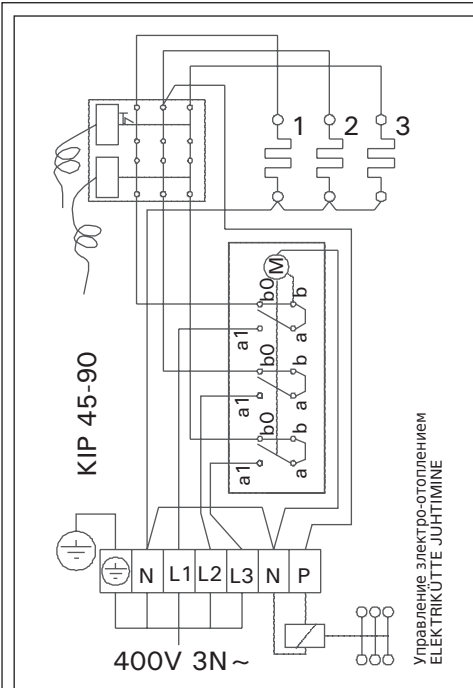 1 2 3
M
b0 b
a1 a
b0 b
a1 a
b0 b
a1 a
KIP 45-90
N L1 L2 L3 N P
400V 3N~
Управление злектро-отоплением
ELEKTRIKÜTTE JUHTIMINE